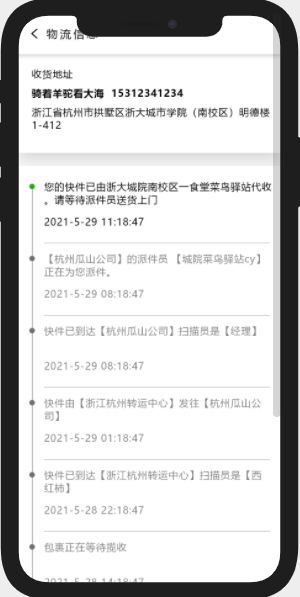 物流信息
收货地址
骑着羊驼看大海 15312341234
浙江省杭州市拱墅区浙大城市学院（南校区）明德楼
1-412
您的快件已由浙大城院南校区一食堂菜鸟驿站代收
。请等待派件员送货上门
2021-5-29 11:18:47
【杭州瓜山公司】的派件员 【城院菜鸟驿站cy】
正在为您派件。
2021-5-29 08:18:47
快件已到达【杭州瓜山公司】扫描员是【经理】
2021-5-29 08:18:47
快件由【浙江杭州转运中心】发往【杭州瓜山公
司】
2021-5-29 01:18:47
快件已到达【浙江杭州转运中心】扫描员是【西
红柿】
2021-5-28 22:18:47
包裹正在等待揽收
2021-5-28 14:18:47